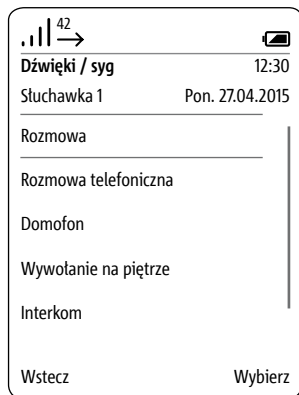 42
Dźwięki / syg 12:30
Słuchawka 1 Pon. 27.04.2015
Rozmowa
Rozmowa telefoniczna
Domofon
Wywołanie na piętrze
Interkom
Wstecz Wybierz